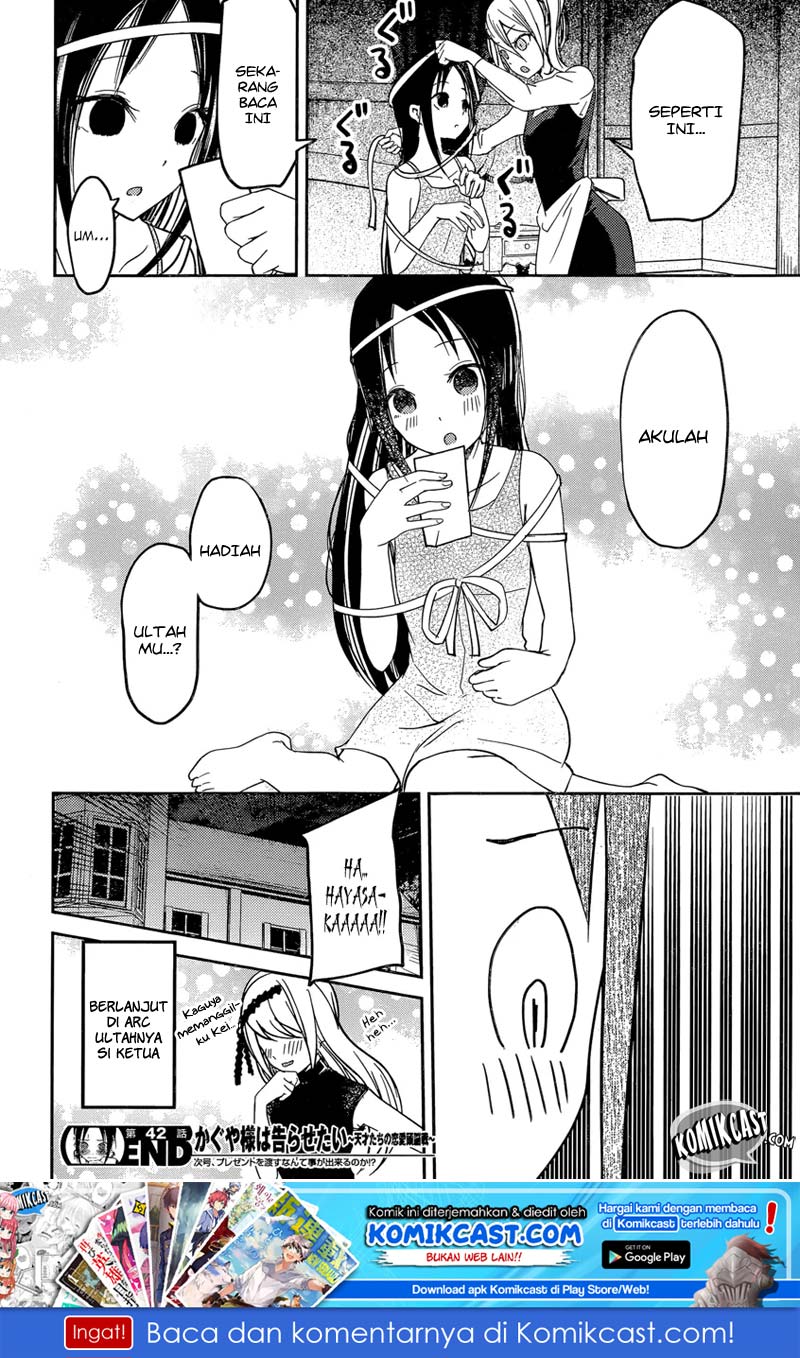 SEPERTI
INI...
ぐる
ぐる
ぐる
SEKA-
RANG
BACA
INI
UM...
AKULAH
HADIAH
ULTAH
MU...?
HA...
HAYASA-
KAAAAA!!
Kaguya
memanggil-
ku Kei..
Heh
heh...
BERLANJUT
DI ARC
ULTAHNYA
SI KETUA
第42話 END かぐや様は告らせたい~天才たちの恋愛頭脳戦~
次号、プレゼントを渡すなんて事が出来るのか!?
KOMIKCAST.COM
KOMIKCAST
Komik ini diterjemahkan & diedit oleh
KOMIKCAST.COM
BUKAN WEB LAIN!!
Hargai kami dengan membaca
di Komikcast terlebih dahulu !
GET IT ON
Google Play
Download apk Komikcast di Play Store/Web!
Ingat! Baca dan komentarnya di Komikcast.com!